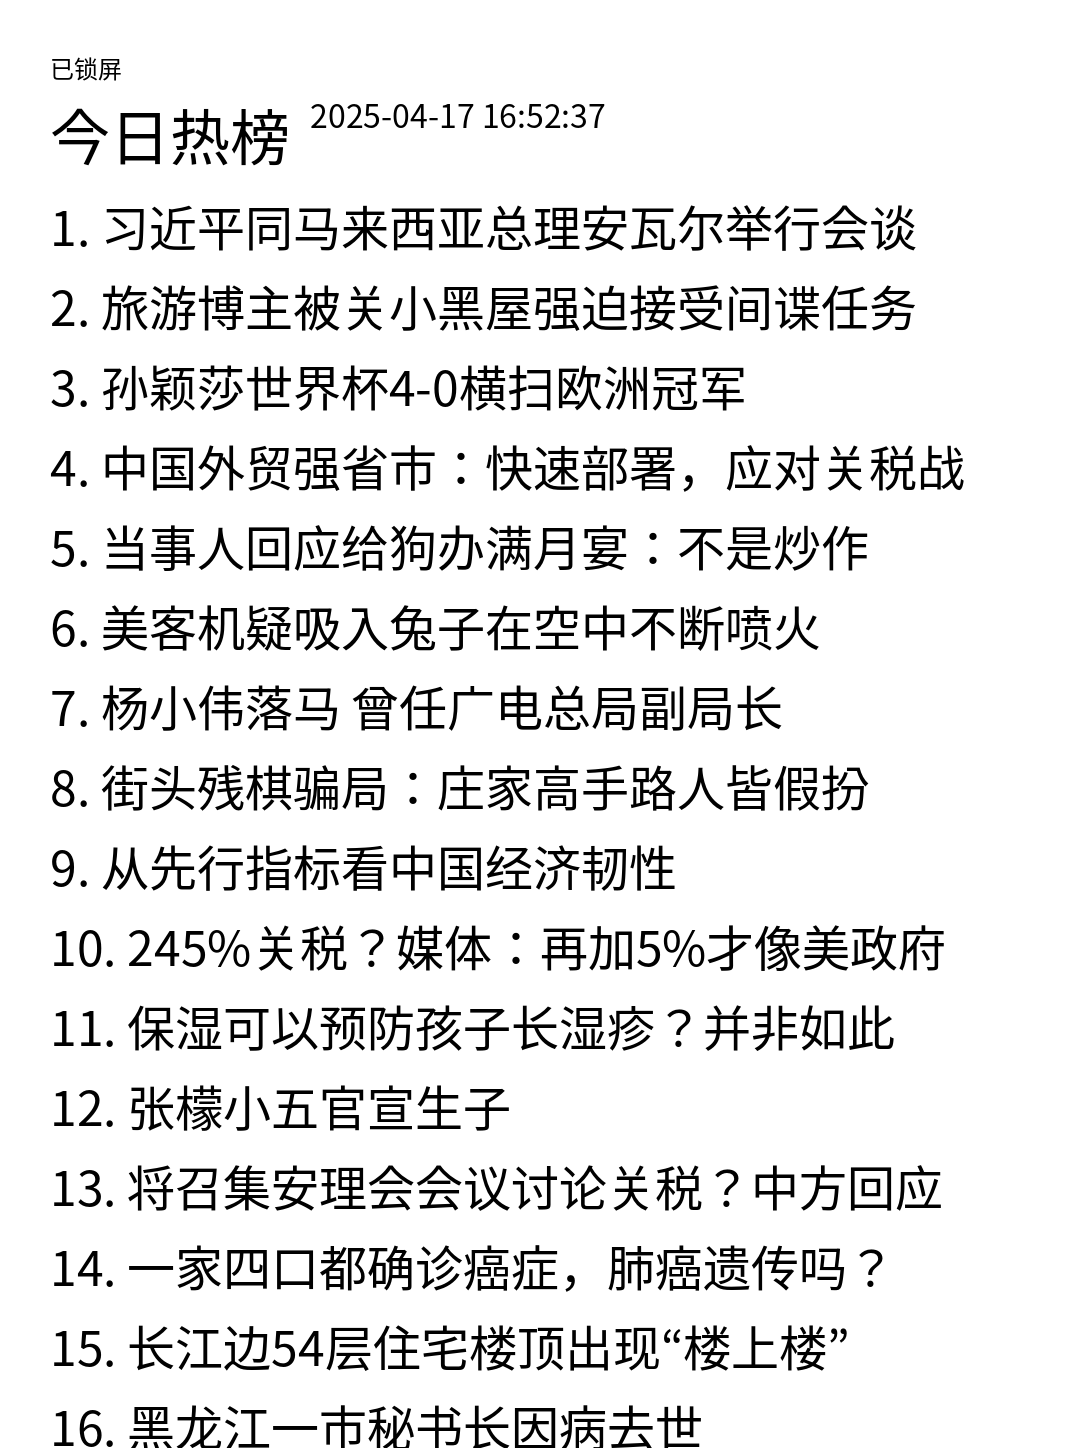 已锁屏
今日热榜 2025-04-17 16:52:37
1. 习近平同马来西亚总理安瓦尔举行会谈
2. 旅游博主被关小黑屋强迫接受间谍任务
3. 孙颖莎世界杯4-0横扫欧洲冠军
4. 中国外贸强省市：快速部署，应对关税战
5. 当事人回应给狗办满月宴：不是炒作
6. 美客机疑吸入兔子在空中不断喷火
7. 杨小伟落马 曾任广电总局副局长
8. 街头残棋骗局：庄家高手路人皆假扮
9. 从先行指标看中国经济韧性
10. 245%关税？媒体：再加5%才像美政府
11. 保湿可以预防孩子长湿疹？并非如此
12. 张檬小五官宣生子
13. 将召集安理会会议讨论关税？中方回应
14. 一家四口都确诊癌症，肺癌遗传吗？
15. 长江边54层住宅楼顶出现“楼上楼”
16. 黑龙江一市秘书长因病去世